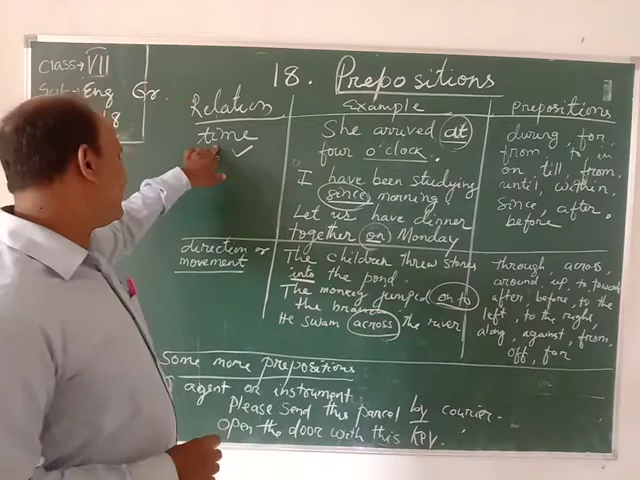 Class → VII
Eng Gr.
18
18. Prepositions
Relation
Example
Prepositions
time
She arrived at
four o'clock.
I have been studying
since morning
Let us have dinner
together on Monday
during, for,
from, to, in
on, till, from,
until, within,
since, after,
before
direction or
movement
The children threw stones
into the pond.
The monkey jumped on to
the branch
He swam across the river
Through, across,
around up, to towards
after, before, to the
left, to the right,
along, against, from,
off, for
Some more prepositions
agent or instrument
Please send this parcel by courier.
Open the door with this key.